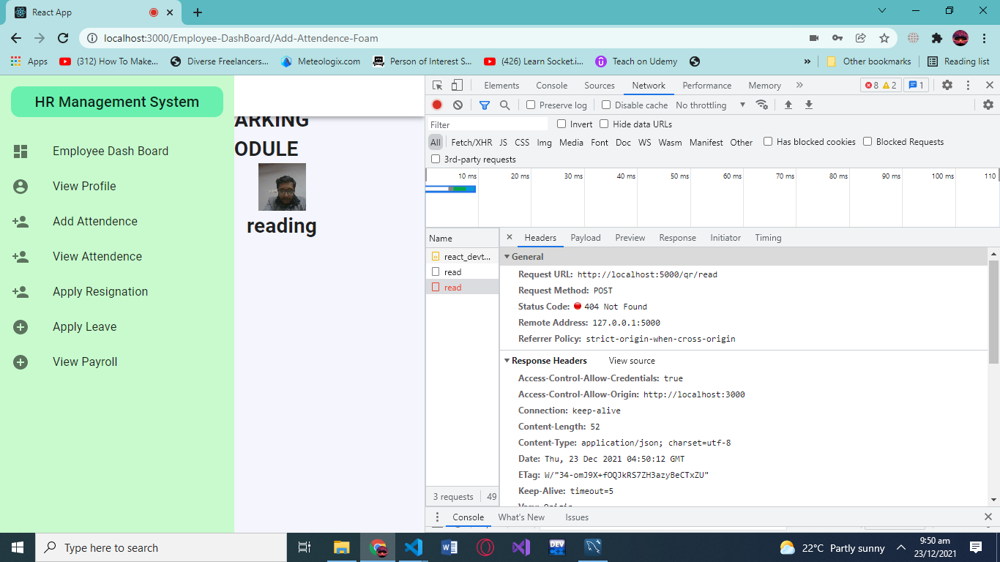 React App
localhost:3000/Employee-DashBoard/Add-Attendence-Foam
Apps
(312) How To Make...
Diverse Freelancers...
Meteologix.com
Person of Interest S...
(426) Learn Socket.i...
Teach on Udemy
»
Other bookmarks
Reading list
HR Management System
Employee Dash Board
View Profile
Add Attendence
View Attendence
Apply Resignation
Apply Leave
View Payroll
ARKING
ODULE
reading
Elements Console Sources Network Performance Memory » 8 2 1
Preserve log Disable cache No throttling
Filter Invert Hide data URLs
All Fetch/XHR JS CSS Img Media Font Doc WS Wasm Manifest Other Has blocked cookies Blocked Requests
3rd-party requests
10 ms 20 ms 30 ms 40 ms 50 ms 60 ms 70 ms 80 ms 90 ms 100 ms 110
Name
react_devt...
read
read
3 requests 49
Headers Payload Preview Response Initiator Timing
General
Request URL: http://localhost:5000/qr/read
Request Method: POST
Status Code: 404 Not Found
Remote Address: 127.0.0.1:5000
Referrer Policy: strict-origin-when-cross-origin
Response Headers View source
Access-Control-Allow-Credentials: true
Access-Control-Allow-Origin: http://localhost:3000
Connection: keep-alive
Content-Length: 52
Content-Type: application/json; charset=utf-8
Date: Thu, 23 Dec 2021 04:50:12 GMT
ETag: W/"34-omJ9X+fOQJkRS7ZH3azyBeCTxZU"
Keep-Alive: timeout=5
Vary: Origin
Console What's New Issues
Type here to search
DEV
22°C Partly sunny
9:50 am
23/12/2021